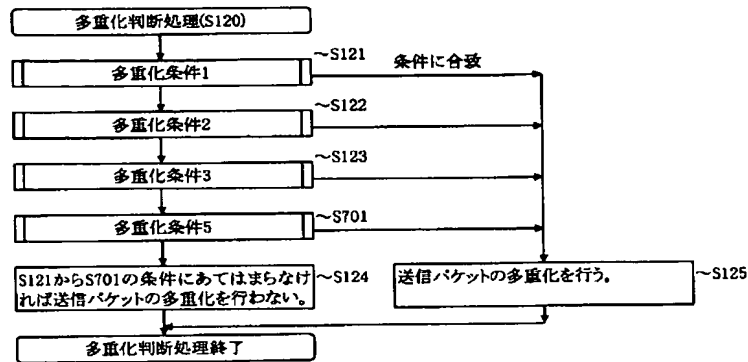 多重化判断処理(S120)
多重化条件1
～S121
条件に合致
多重化条件2
～S122
多重化条件3
～S123
多重化条件5
～S701
S121からS701の条件にあてはまらなけ
れば送信パケットの多重化を行わない。
～S124
送信パケットの多重化を行う。
～S125
多重化判断処理終了